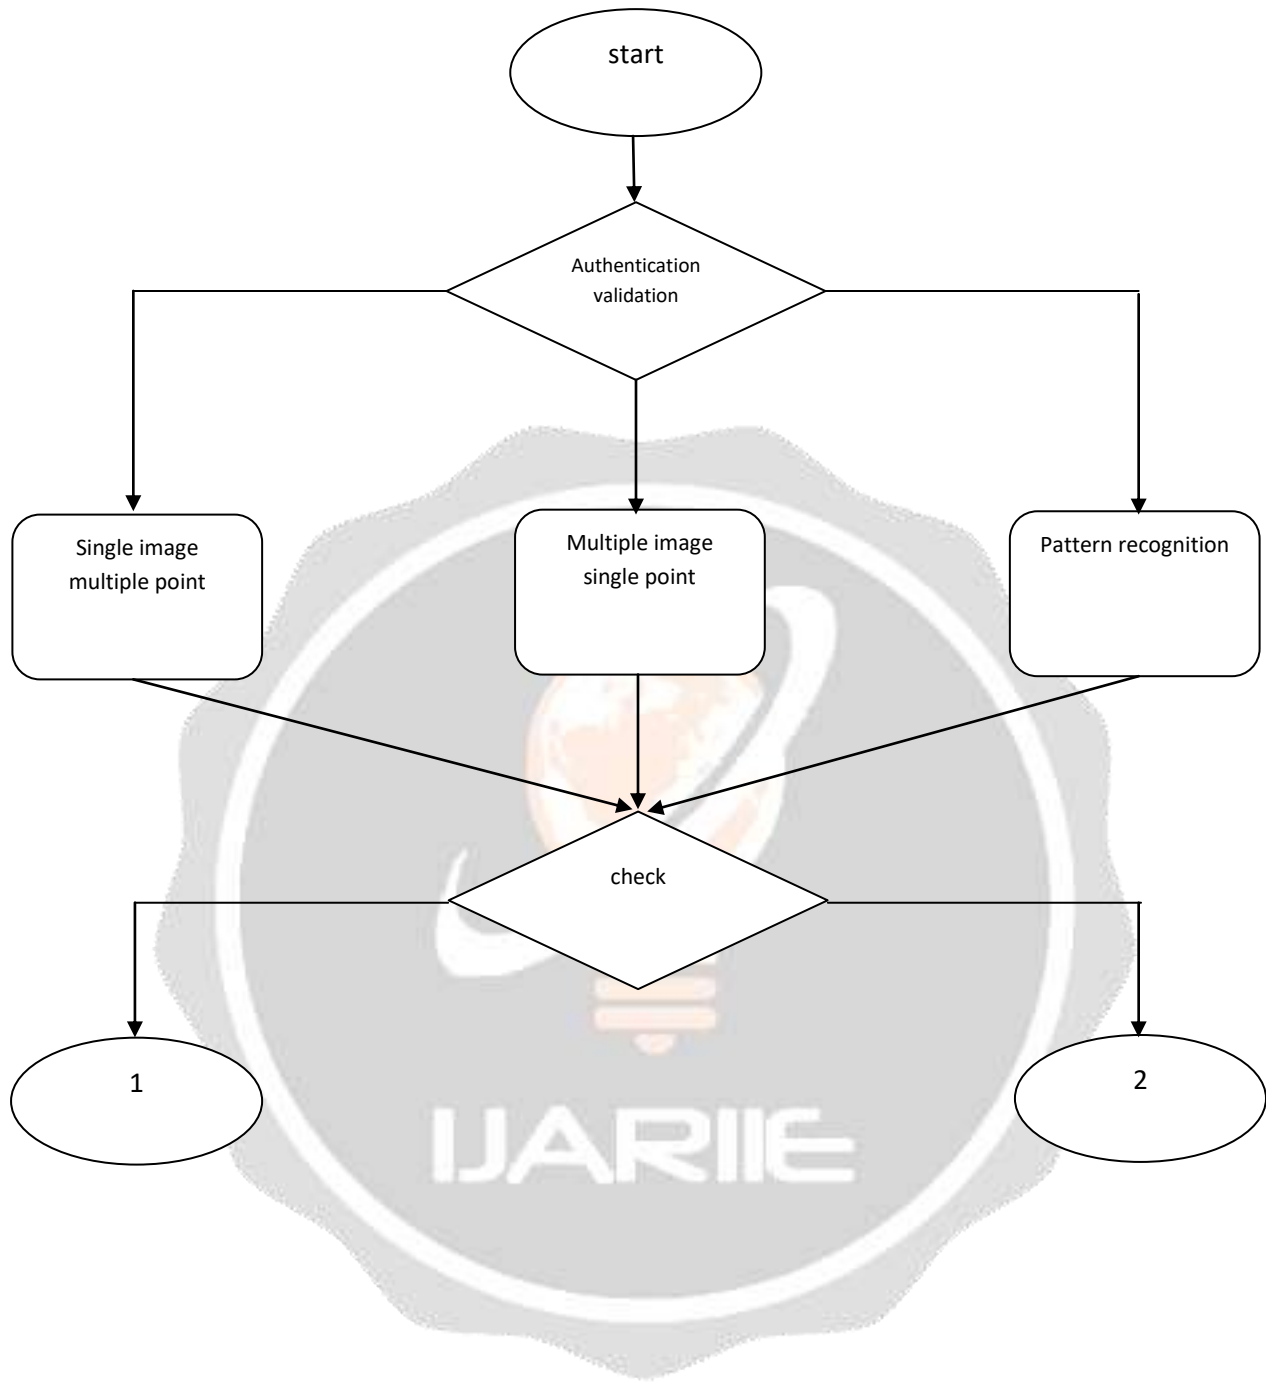 start
Authentication
validation
Single image
multiple point
Multiple image
single point
Pattern recognition
check
1
2
IJARIIE